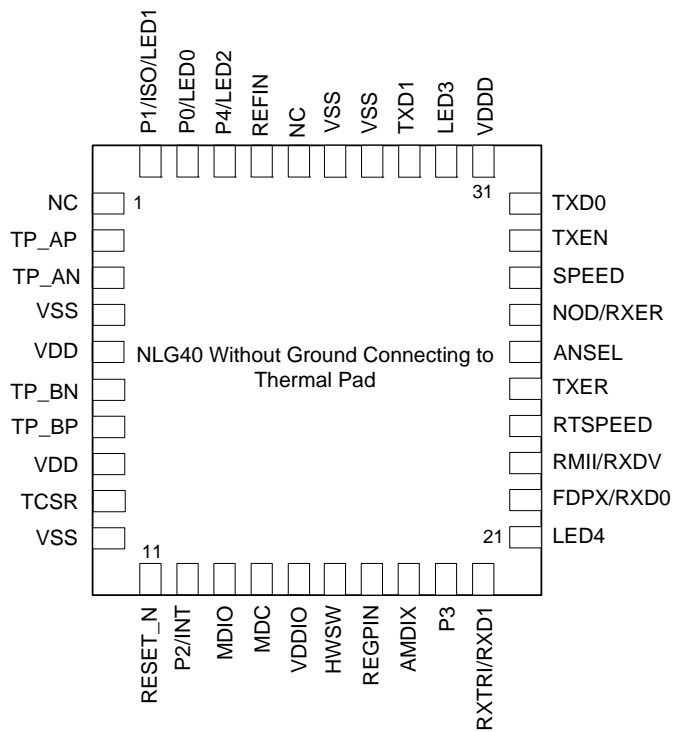 P1/ISO/LED1
P0/LED0
P4/LED2
REFIN
NC
VSS
VSS
TXD1
LED3
VDDD
31
NC
1
TXD0
TP_AP
TXEN
TP_AN
SPEED
VSS
NOD/RXER
VDD
NLG40 Without Ground Connecting to
Thermal Pad
ANSEL
TP_BN
TXER
TP_BP
RTSPEED
VDD
RMII/RXDV
TCSR
FDPX/RXD0
VSS
21
LED4
11
RESET_N
P2/INT
MDIO
MDC
VDDIO
HWSW
REGPIN
AMDIX
P3
RXTRI/RXD1